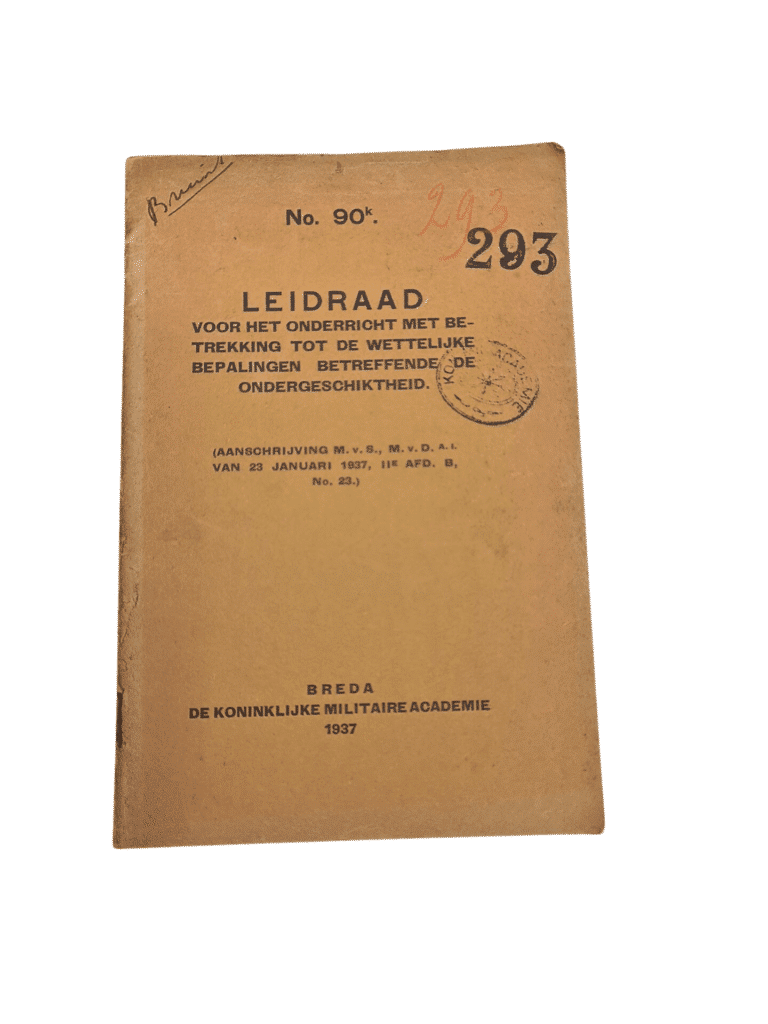 No. 90k.
293
293
LEIDRAAD
VOOR HET ONDERRICHT MET BE-
TREKKING TOT DE WETTELIJKE
BEPALINGEN BETREFFENDE DE
ONDERGESCHIKTHEID.
(AANSCHRIJVING M. v. S., M. v. D. A. I.
VAN 23 JANUARI 1937, IIE AFD. B,
No. 23.)
BREDA
DE KONINKLIJKE MILITAIRE ACADEMIE
1937